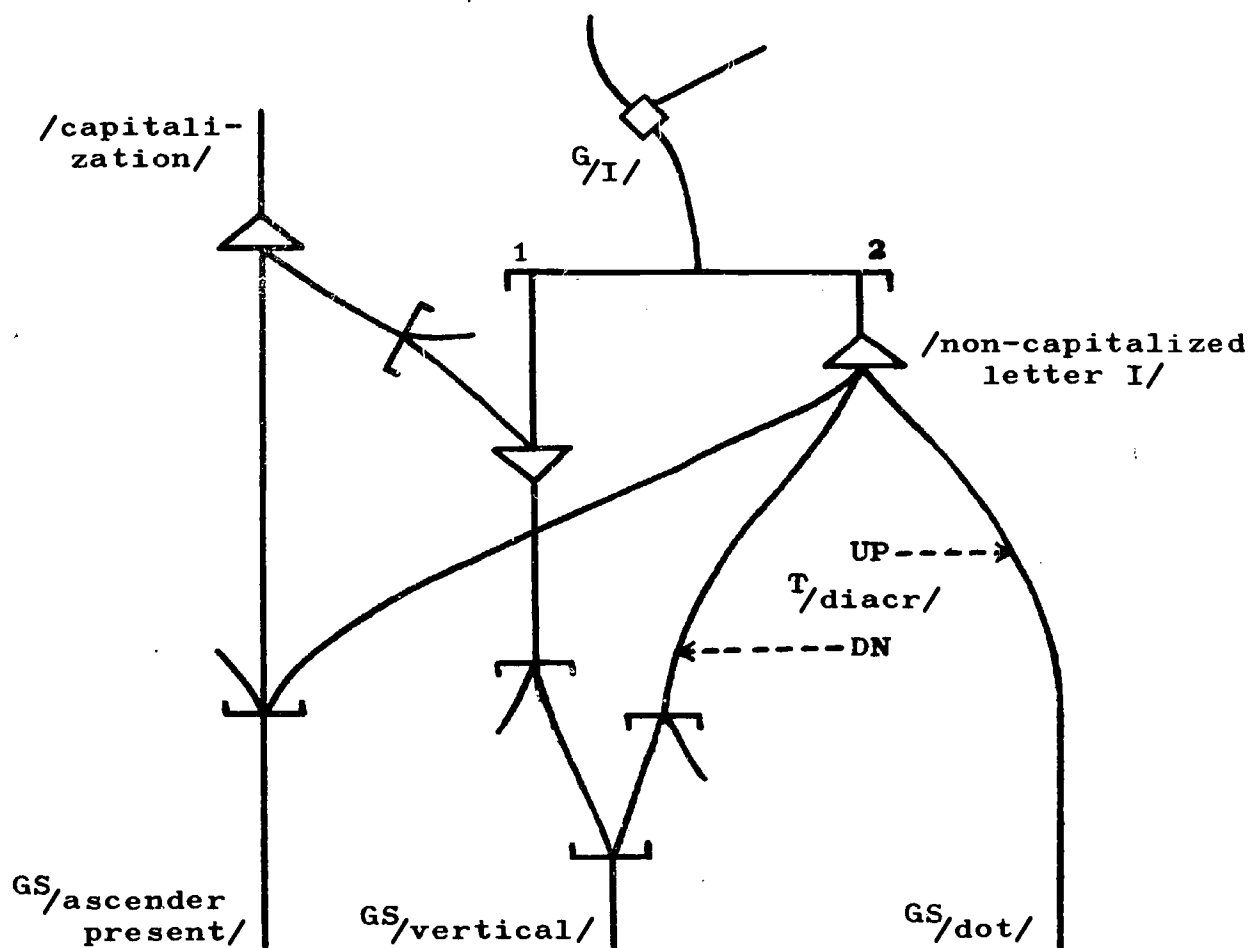 /capitali-
zation/
G/I/
1
2
/non-capitalized
letter I/
UP
T/diacr/
DN
GS/ascender
present/
GS/vertical/
GS/dot/